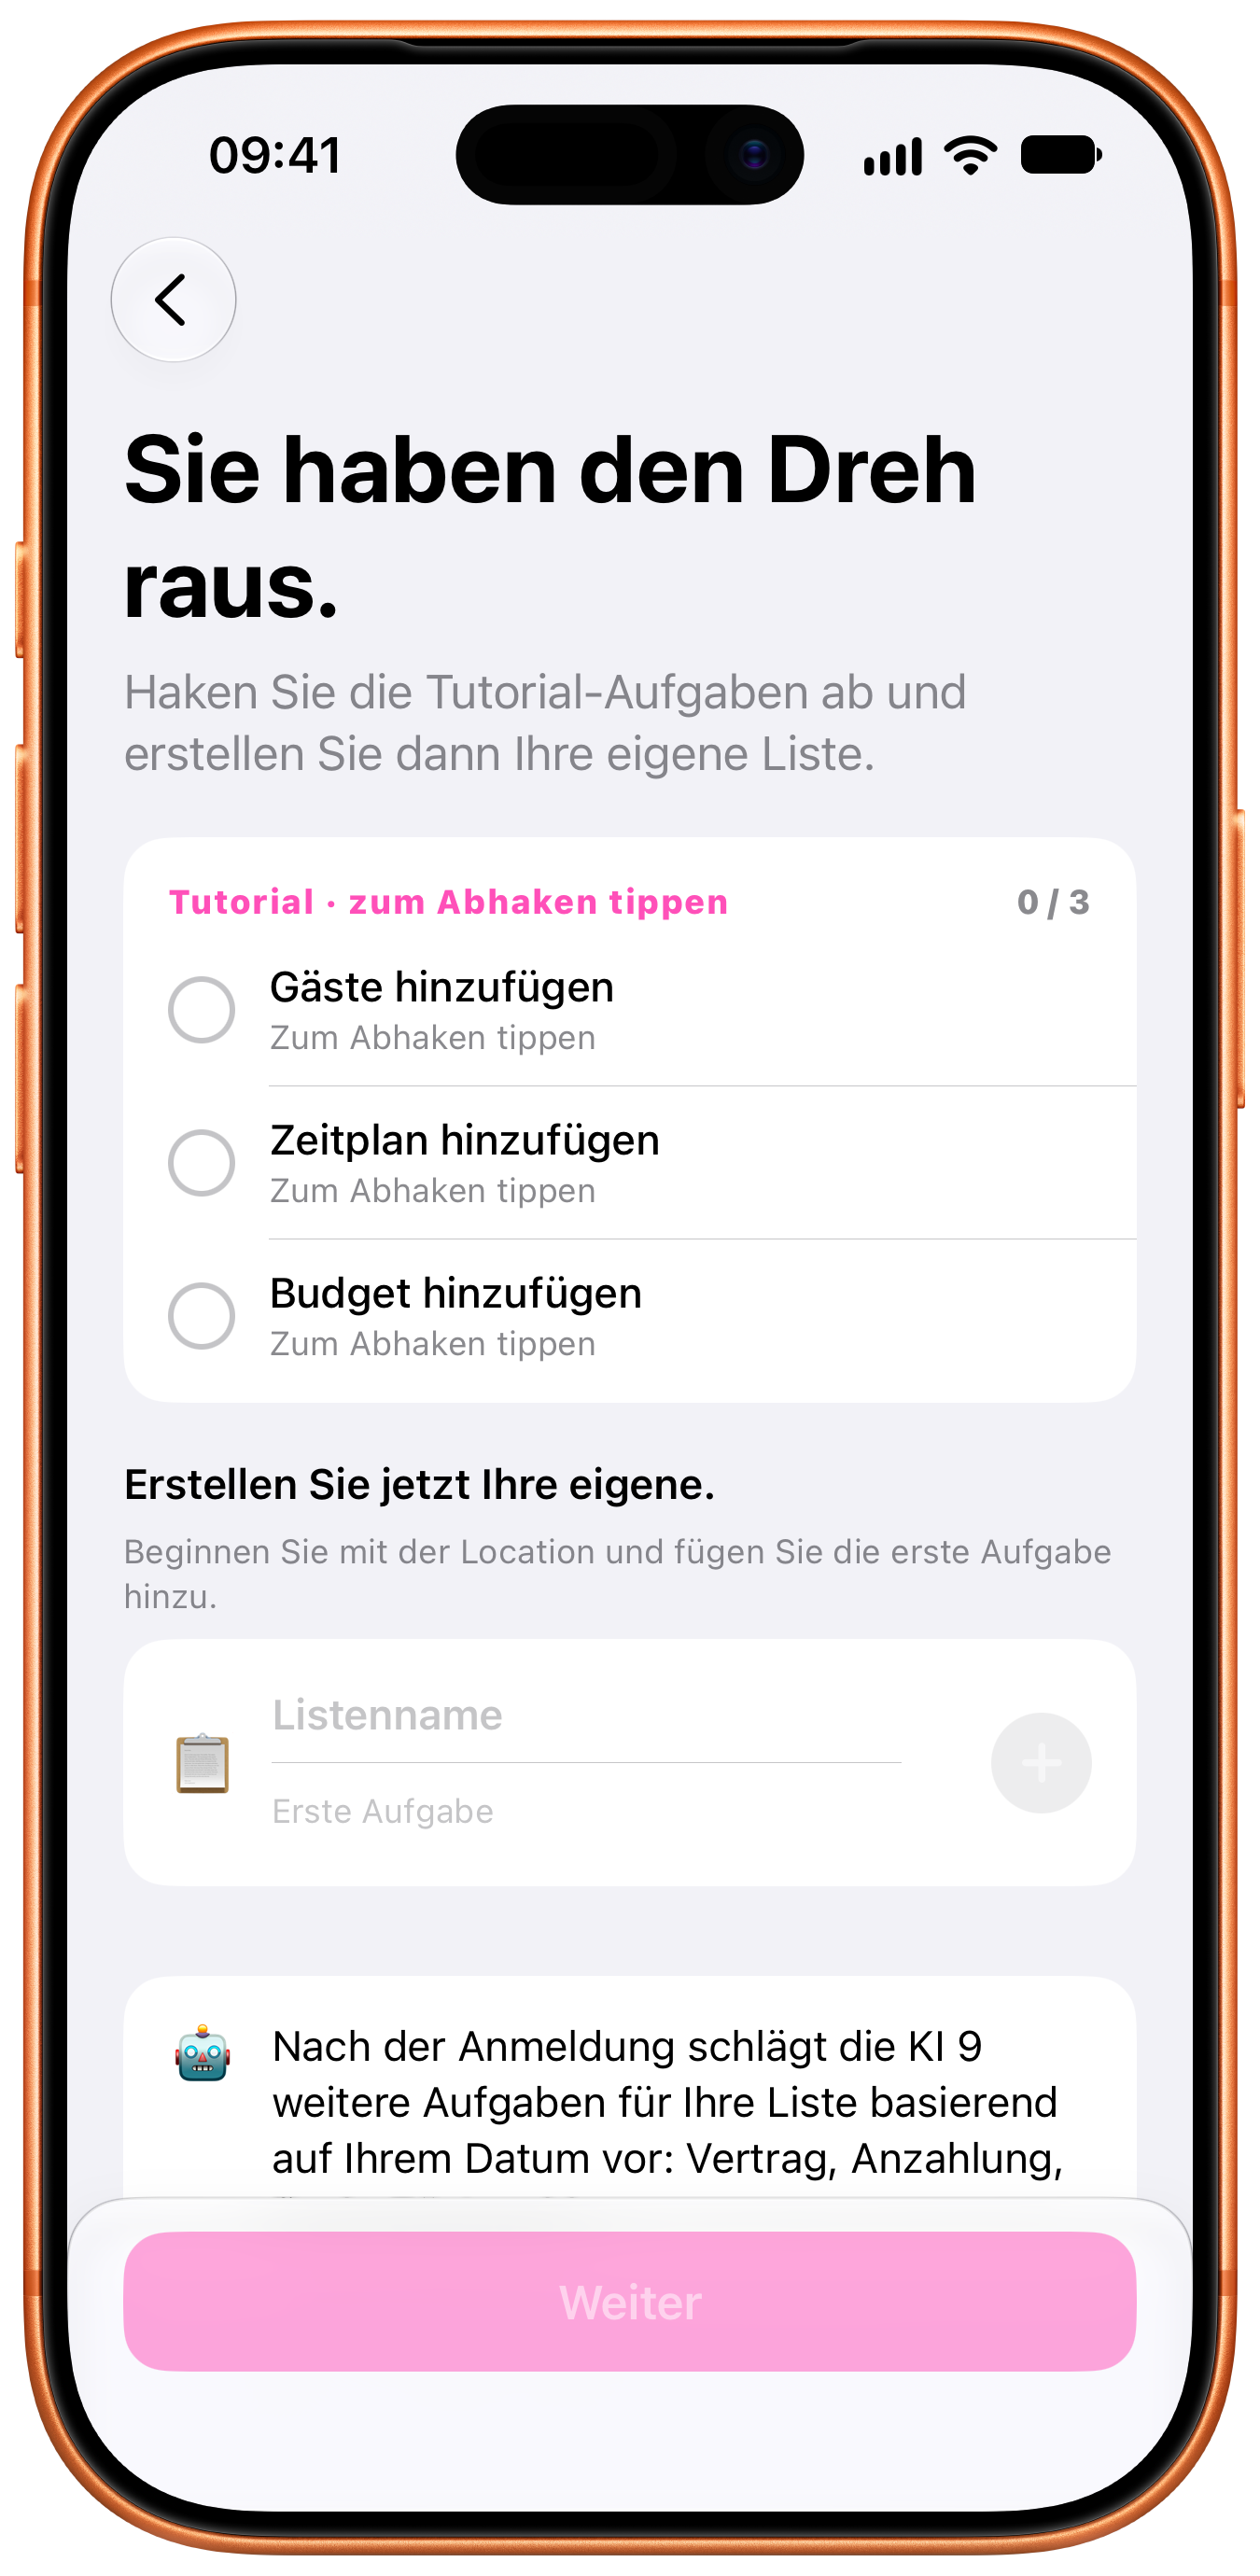 09:41
Sie haben den Dreh
raus.
Haken Sie die Tutorial-Aufgaben ab und
erstellen Sie dann Ihre eigene Liste.
Tutorial · zum Abhaken tippen 0 / 3
Gäste hinzufügen
Zum Abhaken tippen
Zeitplan hinzufügen
Zum Abhaken tippen
Budget hinzufügen
Zum Abhaken tippen
Erstellen Sie jetzt Ihre eigene.
Beginnen Sie mit der Location und fügen Sie die erste Aufgabe
hinzu.
Listenname
Erste Aufgabe
Nach der Anmeldung schlägt die KI 9
weitere Aufgaben für Ihre Liste basierend
auf Ihrem Datum vor: Vertrag, Anzahlung,
Weiter